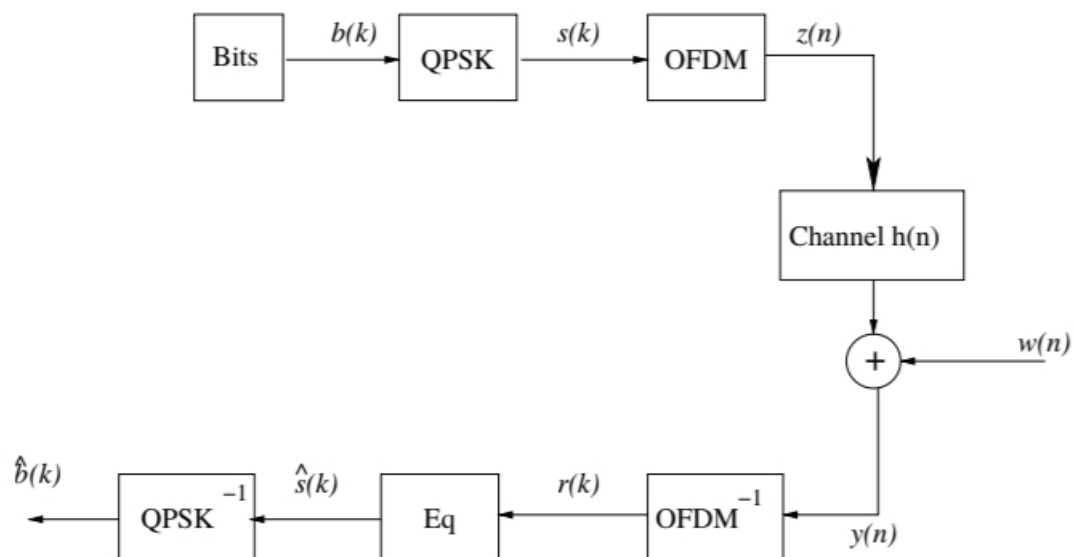 b(k) s(k) z(n)
Bits QPSK OFDM
Channel h(n)
+ w(n)
b̂(k) ŝ(k) r(k)
QPSK⁻¹ Eq OFDM⁻¹ y(n)